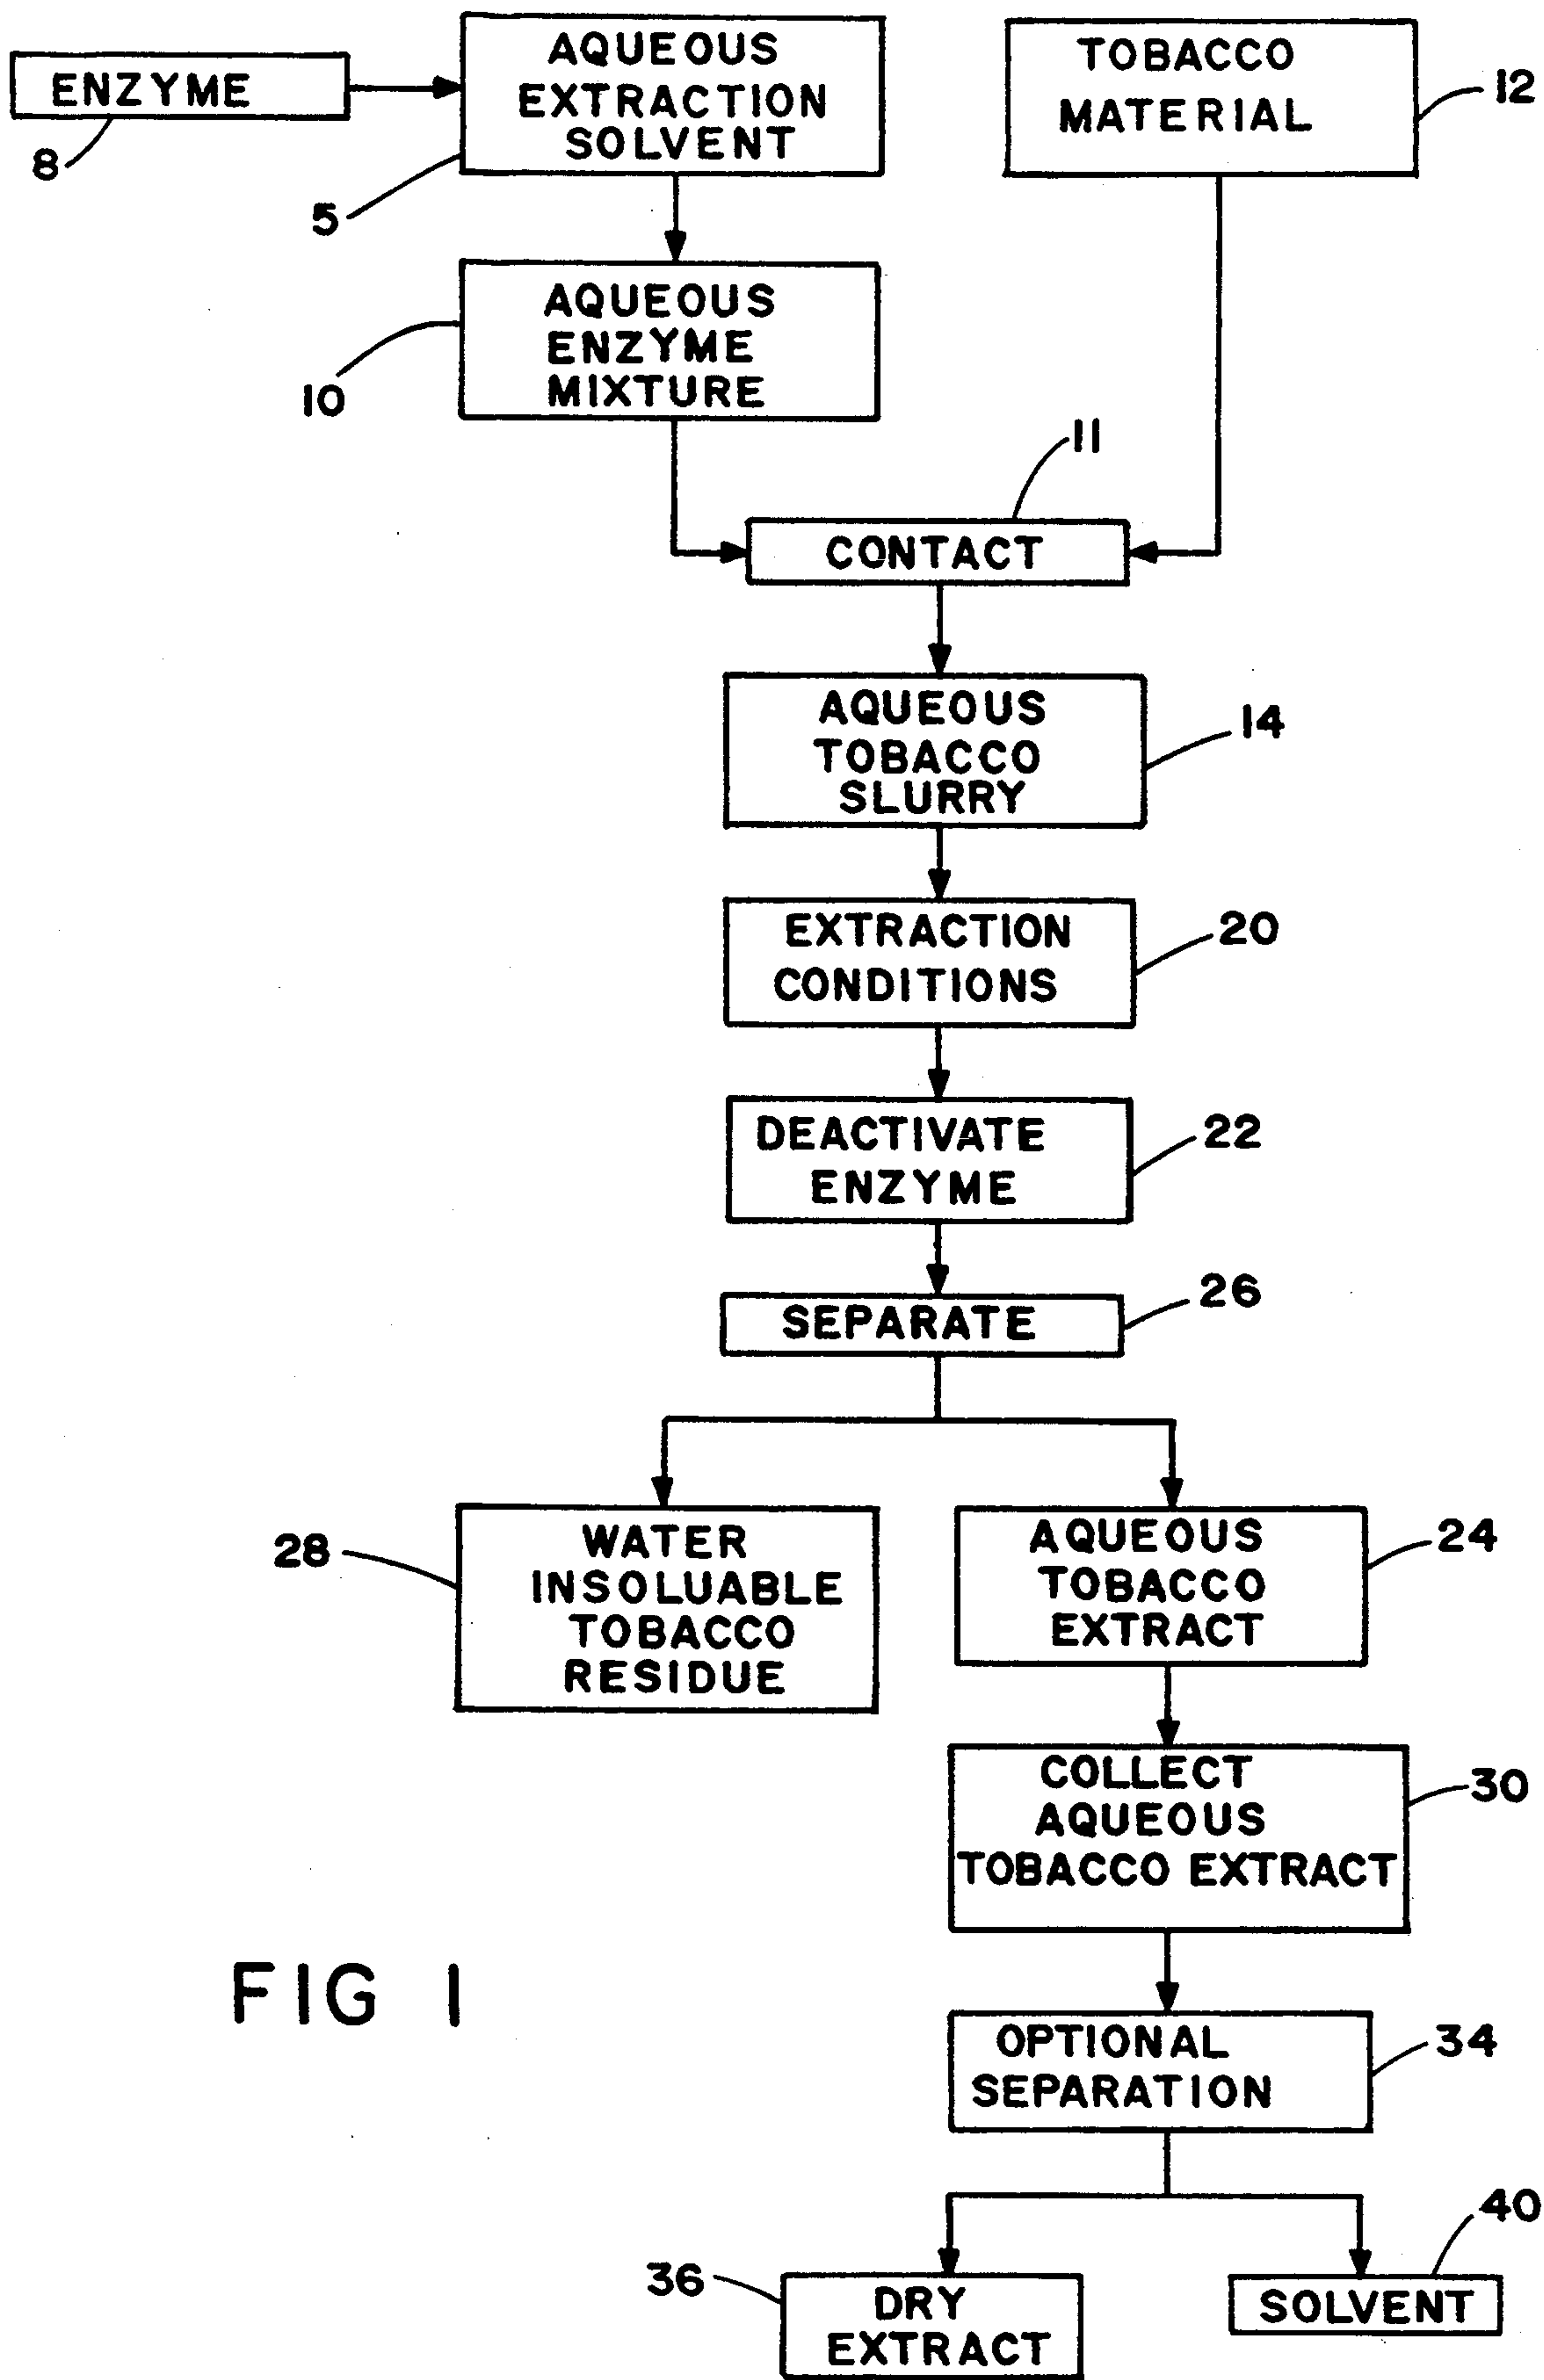 ENZYME
8
AQUEOUS
EXTRACTION
SOLVENT
5
TOBACCO
MATERIAL
12
AQUEOUS
ENZYME
MIXTURE
10
11
CONTACT
AQUEOUS
TOBACCO
SLURRY
14
EXTRACTION
CONDITIONS
20
DEACTIVATE
ENZYME
22
SEPARATE
26
28
WATER
INSOLUABLE
TOBACCO
RESIDUE
AQUEOUS
TOBACCO
EXTRACT
24
COLLECT
AQUEOUS
TOBACCO EXTRACT
30
FIG 1
OPTIONAL
SEPARATION
34
36
DRY
EXTRACT
40
SOLVENT